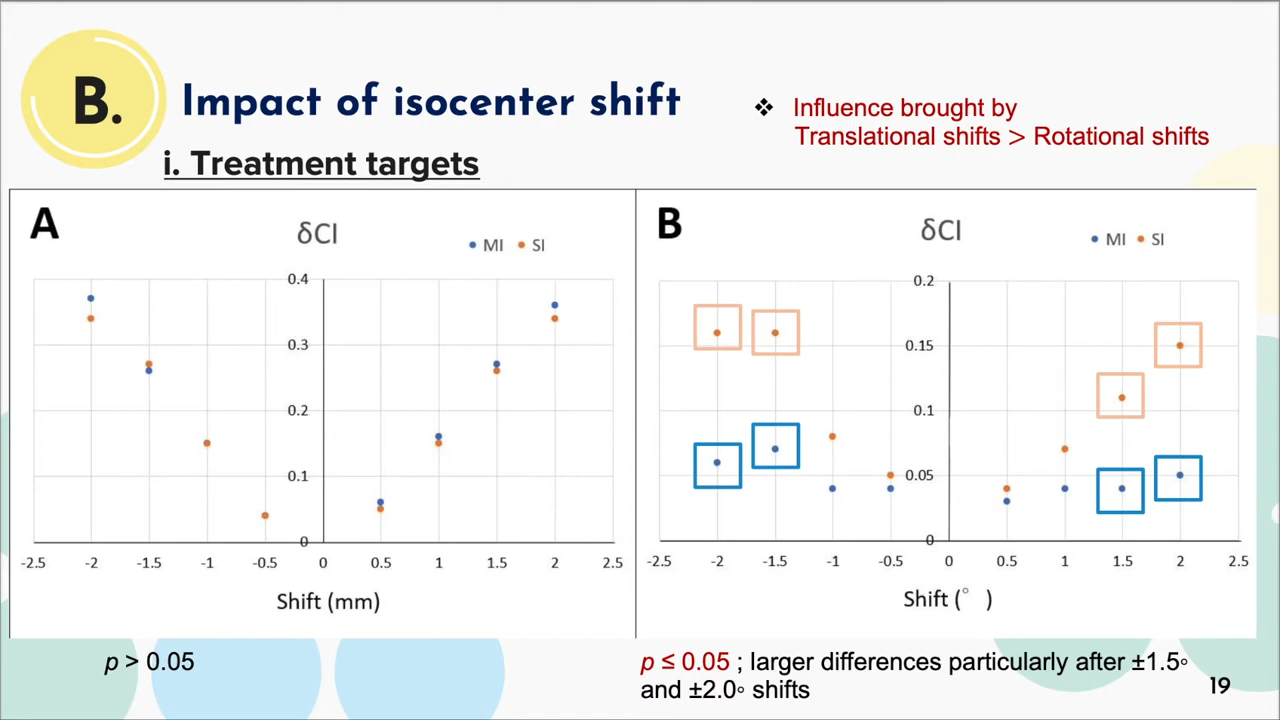 B.
Impact of isocenter shift
❖ Influence brought by
Translational shifts > Rotational shifts
i. Treatment targets
A
δCI
MI SI
0.4
0.3
0.2
0.1
0
-2.5 -2 -1.5 -1 -0.5 0 0.5 1 1.5 2 2.5
Shift (mm)
B
δCI
MI SI
0.2
0.15
0.1
0.05
0
-2.5 -2 -1.5 -1 -0.5 0 0.5 1 1.5 2 2.5
Shift (° )
p > 0.05
p ≤ 0.05 ; larger differences particularly after ±1.5°
and ±2.0° shifts
19